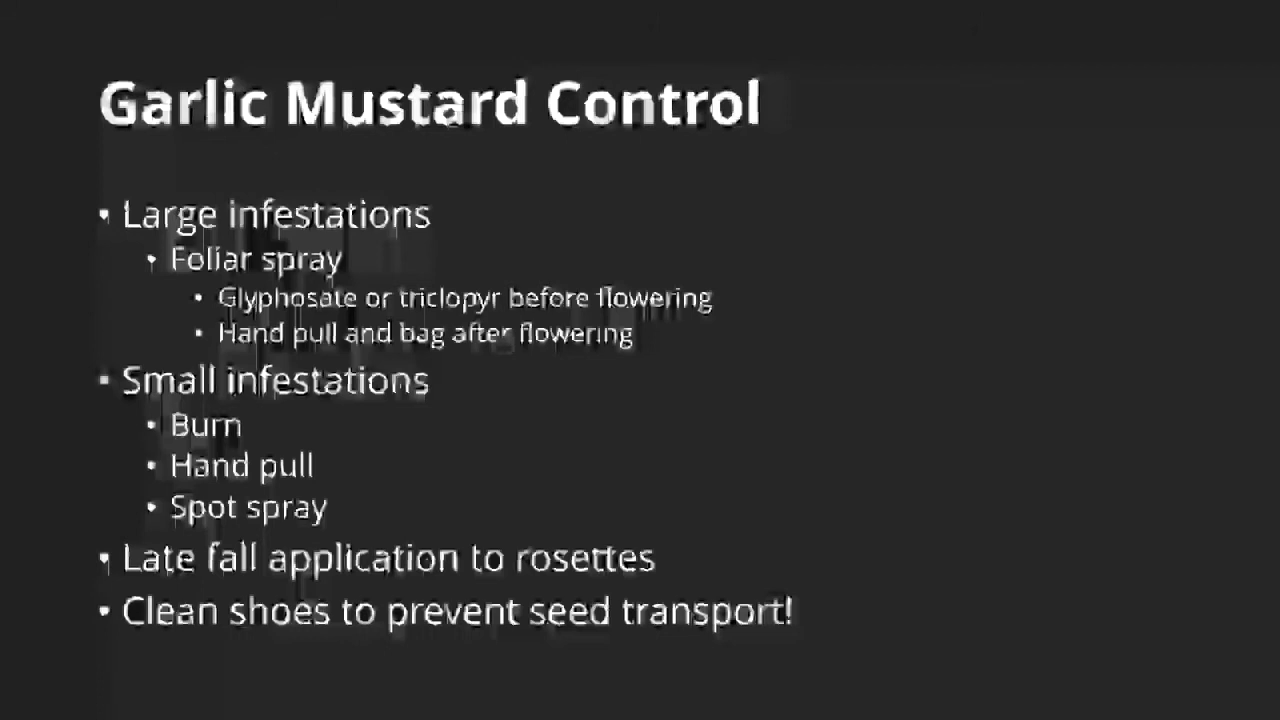 Garlic Mustard Control
• Large infestations
• Foliar spray
• Glyphosate or triclopyr before flowering
• Hand pull and bag after flowering
• Small infestations
• Burn
• Hand pull
• Spot spray
• Late fall application to rosettes
• Clean shoes to prevent seed transport!